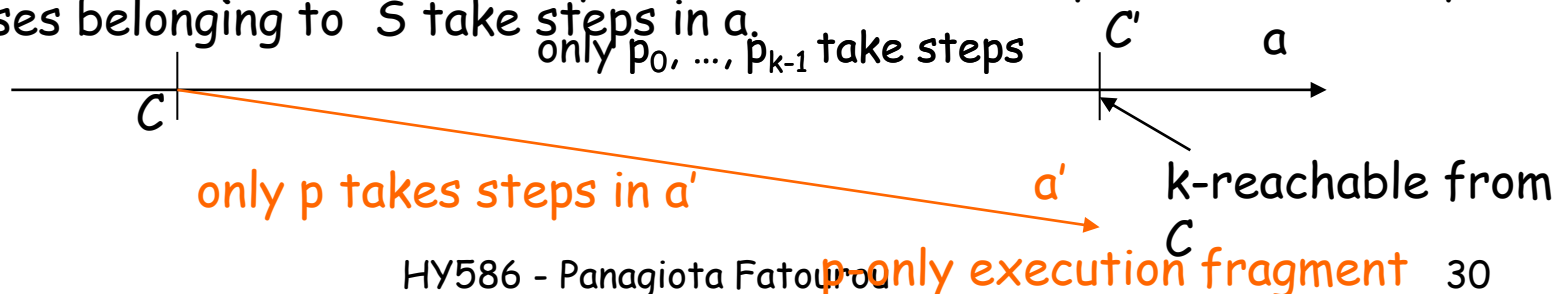 ses belonging to S take steps in a.
only p0, …, pk-1 take steps
C'
a
C
only p takes steps in a'
a'
k-reachable from
C
HY586 - Panagiota Fatourou
p-only execution fragment
30